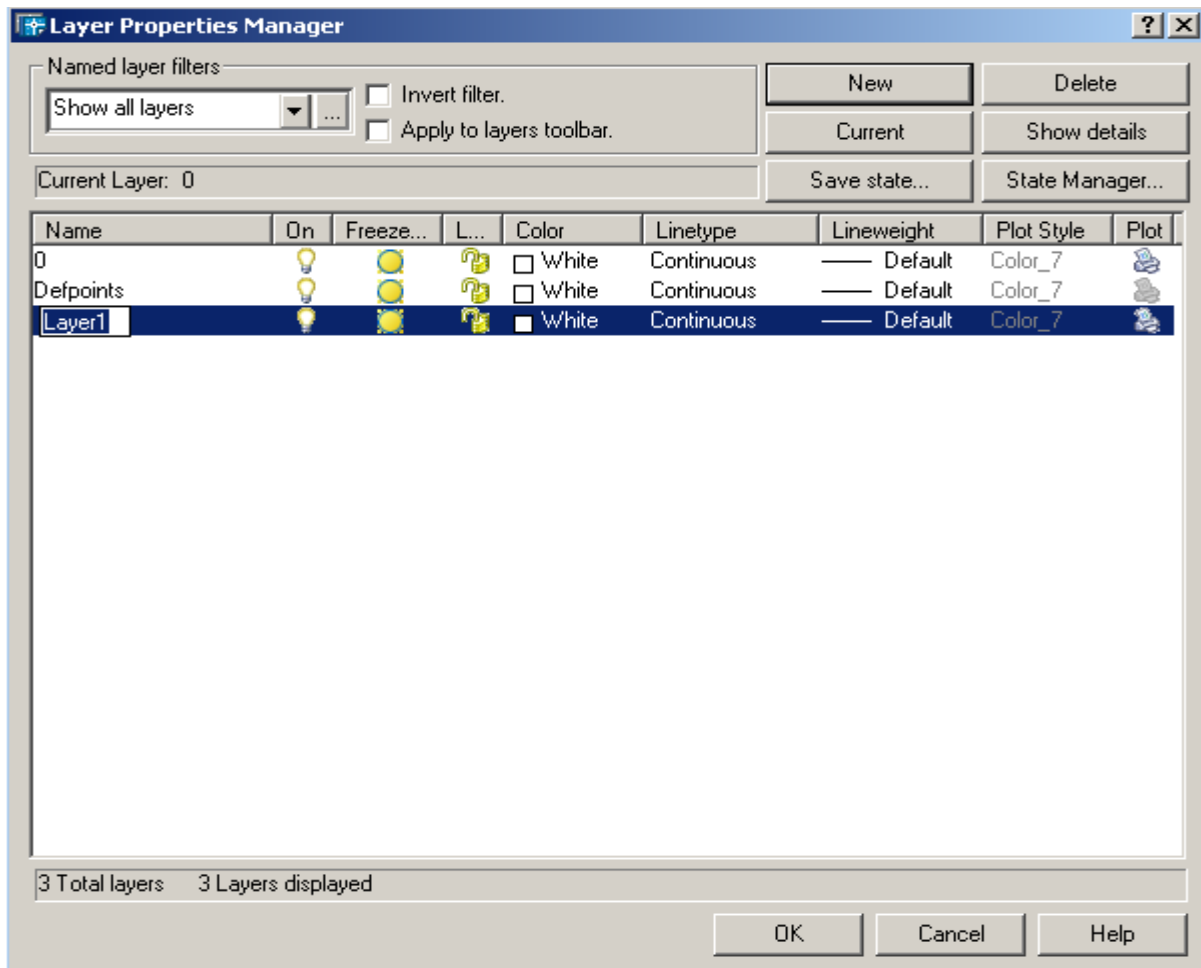 Layer Properties Manager
Named layer filters
Show all layers
...
Invert filter.
Apply to layers toolbar.
New
Delete
Current
Show details
Current Layer: 0
Save state...
State Manager...
Name On Freeze... L... Color Linetype Lineweight Plot Style Plot
0 White Continuous Default Color_7
Defpoints White Continuous Default Color_7
Layer1 White Continuous Default Color_7
3 Total layers 3 Layers displayed
OK Cancel Help